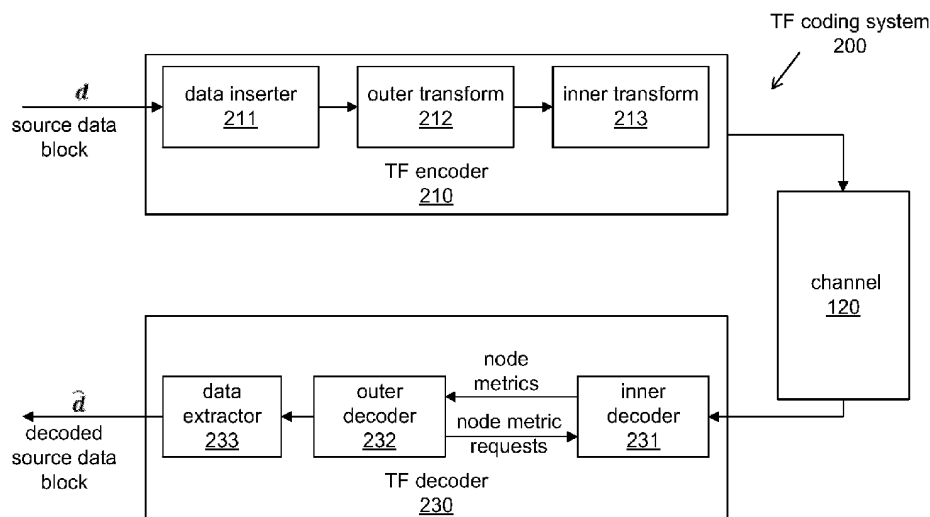 TF coding system
200
d
source data
block
data inserter
211
outer transform
212
inner transform
213
TF encoder
210
channel
120
node
metrics
node metric
requests
inner
decoder
231
outer
decoder
232
data
extractor
233
TF decoder
230
d̂
decoded
source data
block